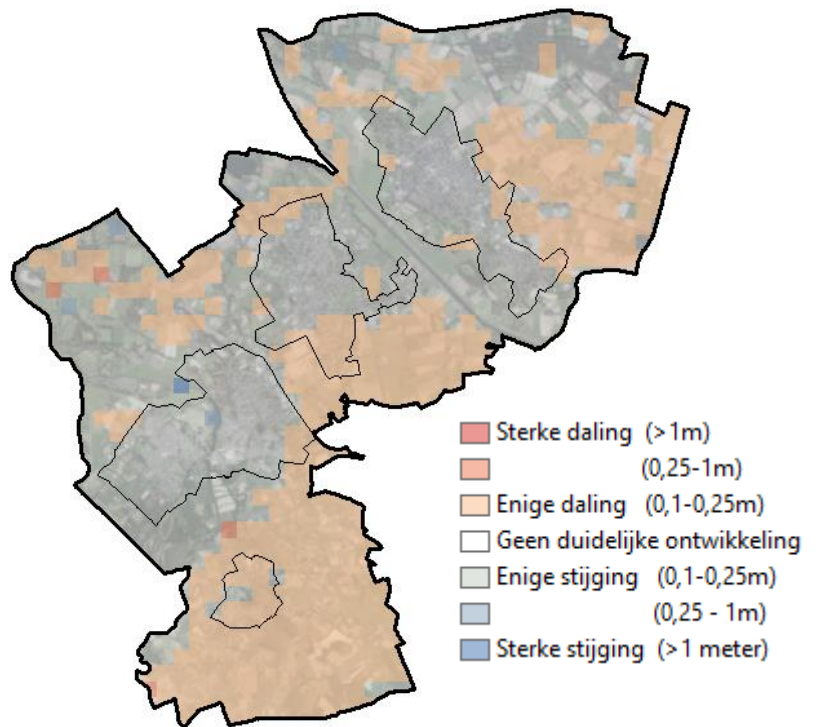 Sterke daling (>1m)
(0,25-1m)
Enige daling (0,1-0,25m)
Geen duidelijke ontwikkeling
Enige stijging (0,1-0,25m)
(0,25 - 1m)
Sterke stijging (>1 meter)